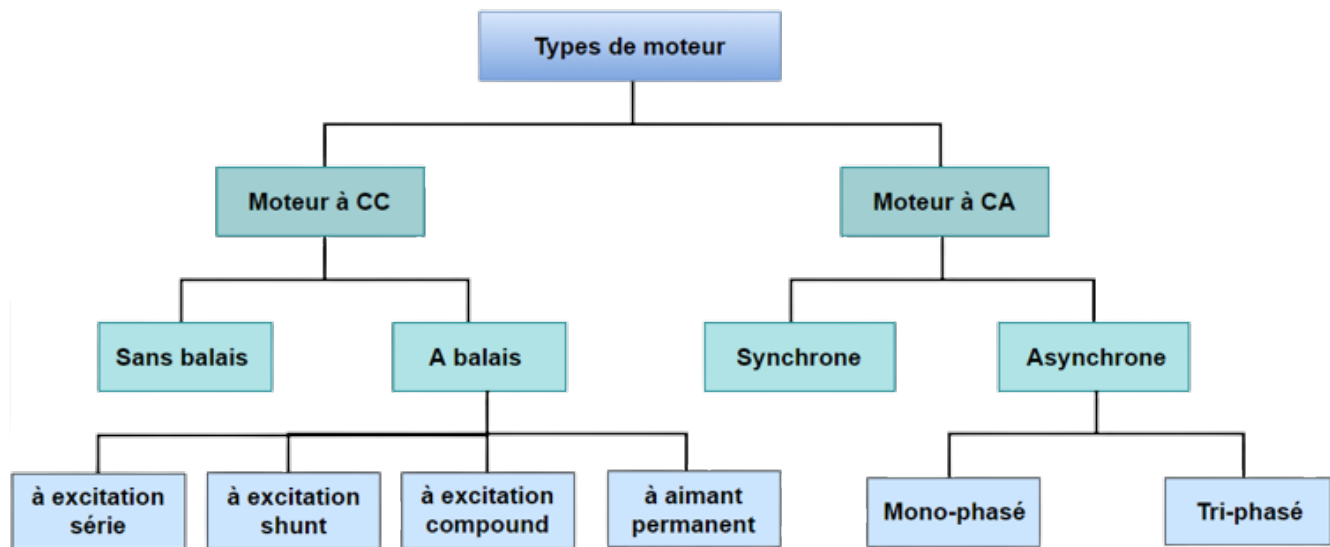 Types de moteur
Moteur à CC
Moteur à CA
Sans balais
A balais
Synchrone
Asynchrone
à excitation
série
à excitation
shunt
à excitation
compound
à aimant
permanent
Mono-phasé
Tri-phasé